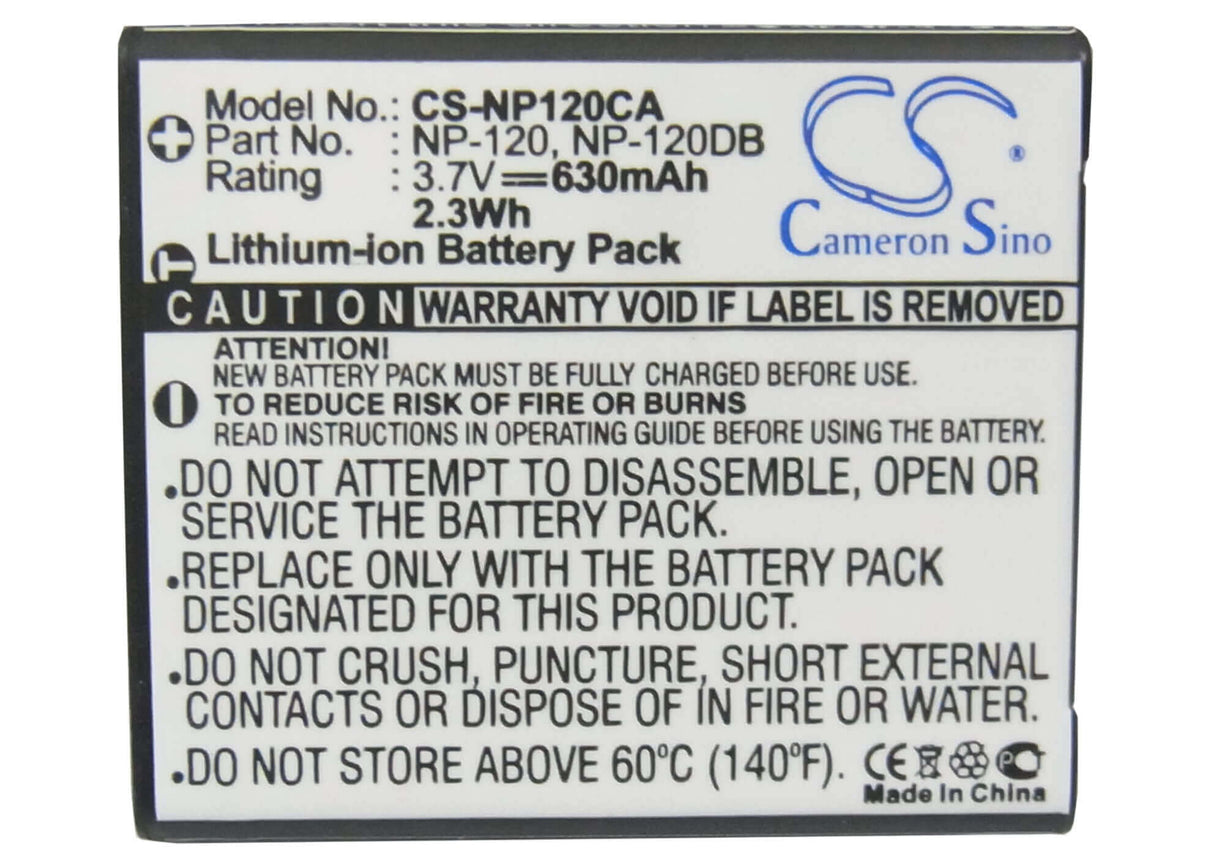 Model No.: CS-NP120CA
Part No. : NP-120, NP-120DB
Rating : 3.7V⎓630mAh
2.3Wh
Lithium-ion Battery Pack
CS ®
Cameron Sino
CAUTION WARRANTY VOID IF LABEL IS REMOVED
ATTENTION!
NEW BATTERY PACK MUST BE FULLY CHARGED BEFORE USE.
TO REDUCE RISK OF FIRE OR BURNS
READ INSTRUCTIONS IN OPERATING GUIDE BEFORE USING THE BATTERY.
.DO NOT ATTEMPT TO DISASSEMBLE, OPEN OR
SERVICE THE BATTERY PACK.
.REPLACE ONLY WITH THE BATTERY PACK
DESIGNATED FOR THIS PRODUCT.
.DO NOT CRUSH, PUNCTURE, SHORT EXTERNAL
CONTACTS OR DISPOSE OF IN FIRE OR WATER.
.DO NOT STORE ABOVE 60°C (140°F). CE
Made In China